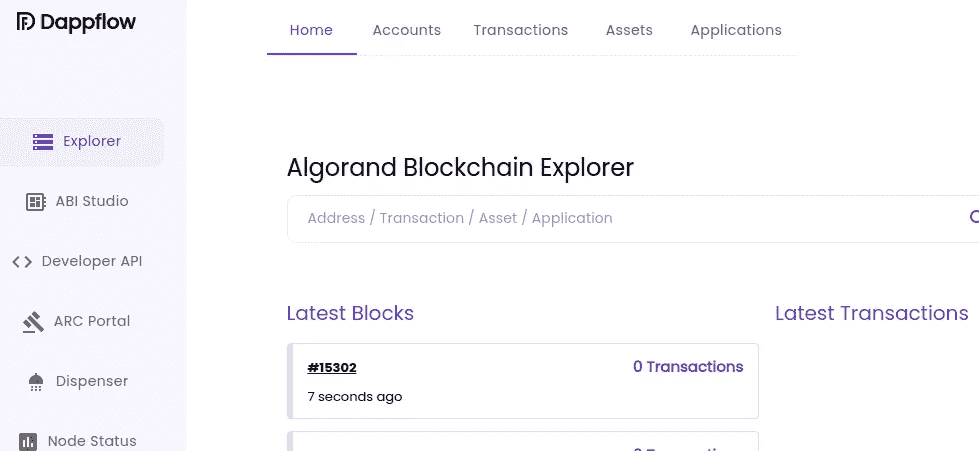 Dappflow
Home Accounts Transactions Assets Applications
Explorer
ABI Studio
Developer API
ARC Portal
Dispenser
Node Status
Algorand Blockchain Explorer
Address / Transaction / Asset / Application
Latest Blocks
#15302 0 Transactions
7 seconds ago
Latest Transactions